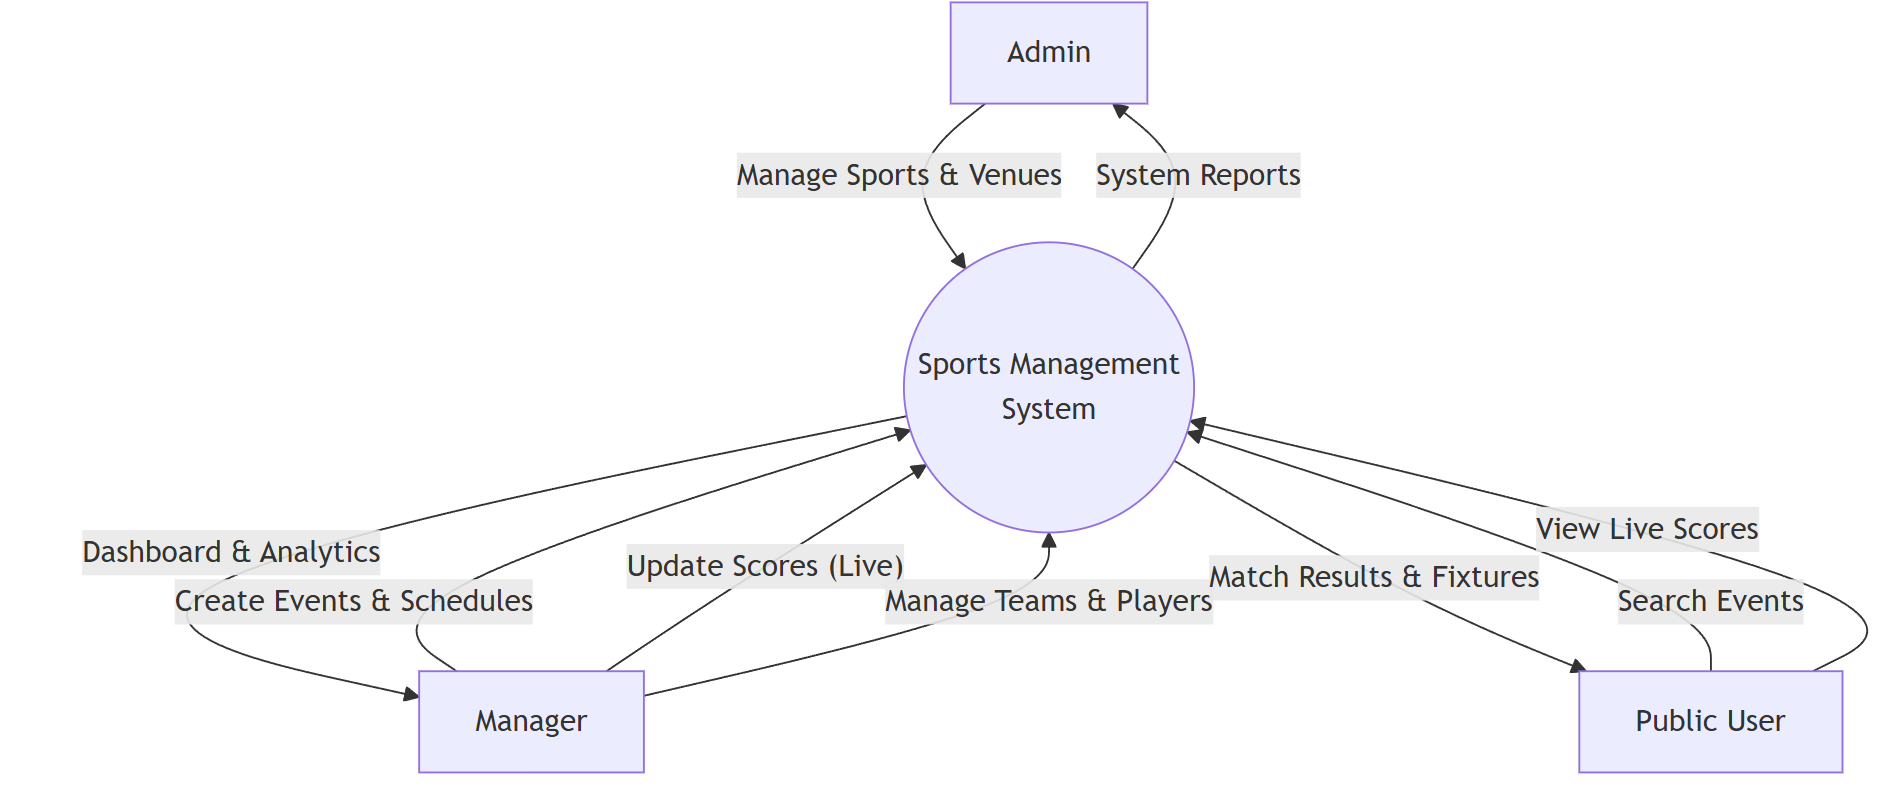 Admin
Manage Sports & Venues
System Reports
Sports Management
System
View Live Scores
Dashboard & Analytics
Update Scores (Live)
Match Results & Fixtures
Create Events & Schedules
Manage Teams & Players
Search Events
Manager
Public User